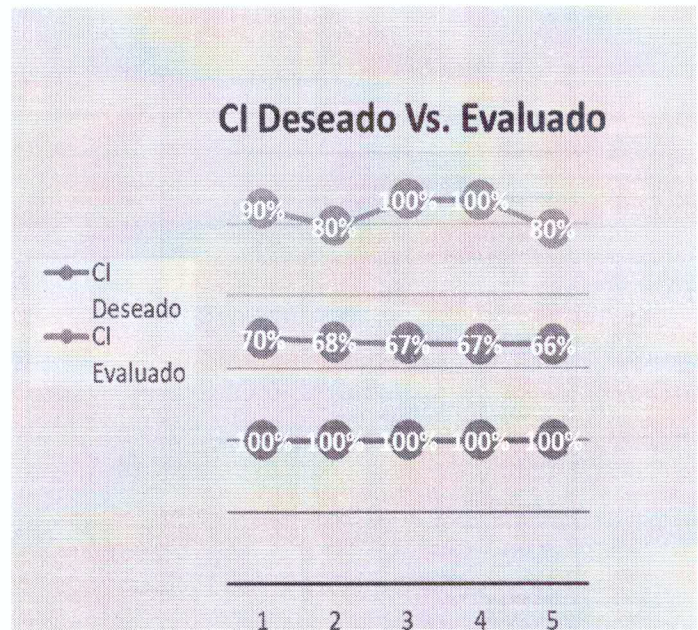 CI Deseado Vs. Evaluado
90% 80% 100% 100% 80%
CI
Deseado
CI
Evaluado
70% 68% 67% 67% 66%
100% 100% 100% 100% 100%
1 2 3 4 5